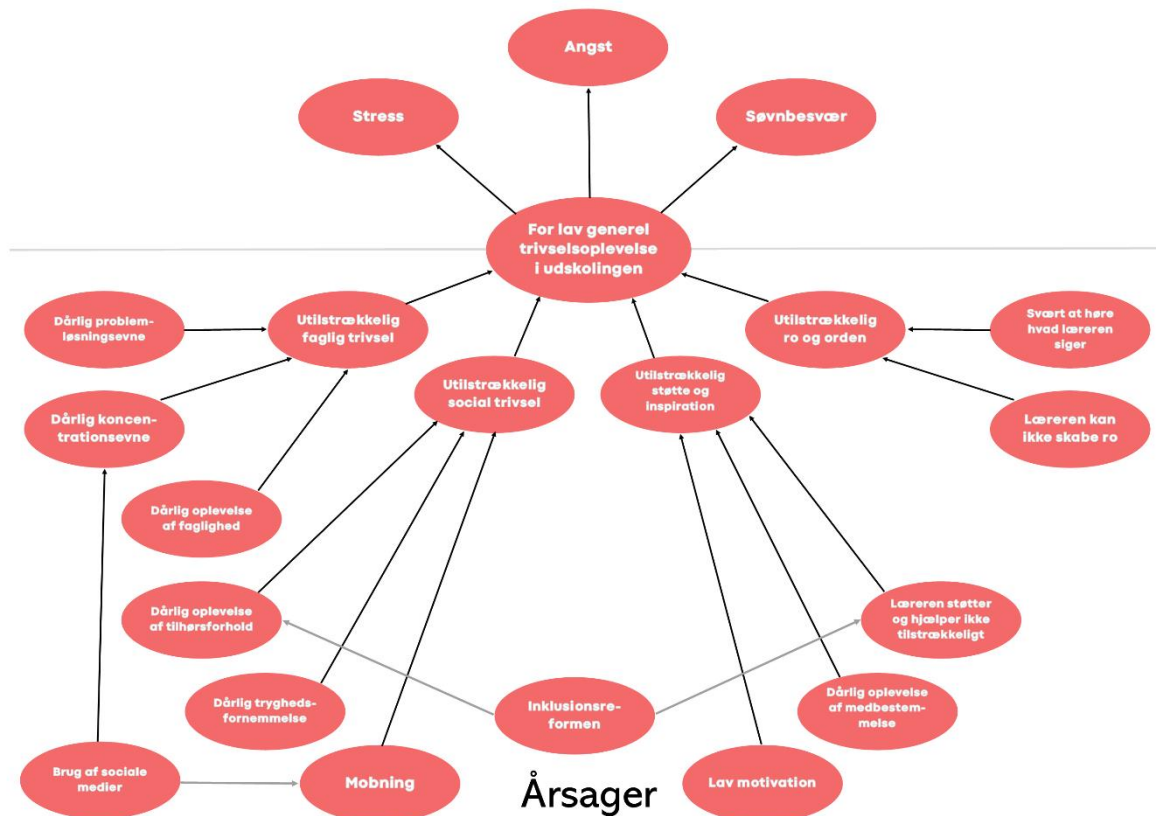 Angst
Stress
Søvnbesvær
For lav generel
trivselsoplevelse
i udskolingen
Dårlig problem-
løsningsevne
Utilstrækkelig
faglig trivsel
Utilstrækkelig
ro og orden
Svært at høre
hvad læreren
siger
Utilstrækkelig
social trivsel
Utilstrækkelig
støtte og
inspiration
Dårlig koncen-
trationsevne
Læreren kan
ikke skabe ro
Dårlig oplevelse
af faglighed
Dårlig oplevelse
af tilhørsforhold
Læreren støtter
og hjælper ikke
tilstrækkeligt
Dårlig trygheds-
fornemmelse
Inklusionsre-
formen
Dårlig oplevelse
af medbestem-
melse
Brug af sociale
medier
Mobning
Årsager
Lav motivation